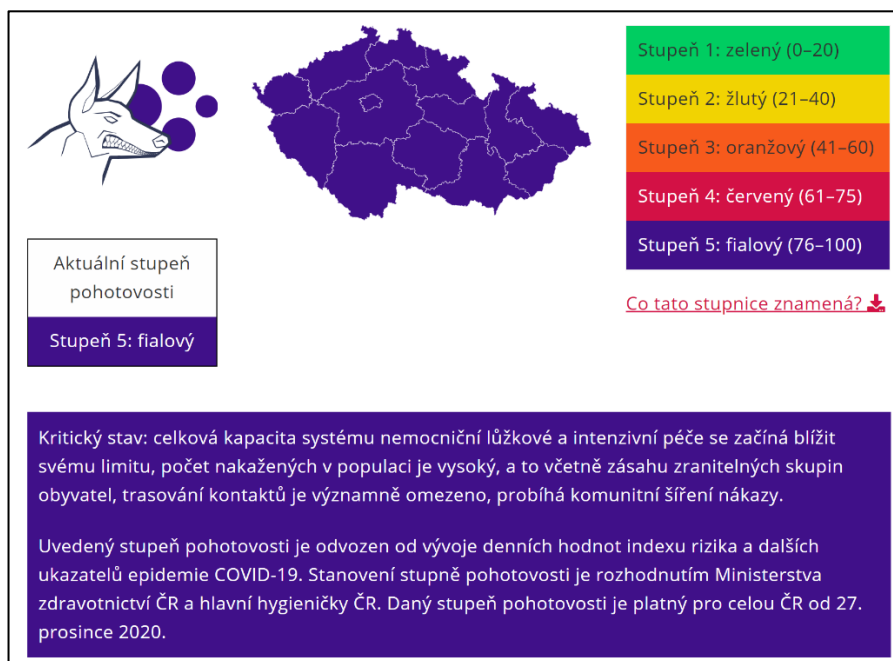 Stupeň 1: zelený (0–20)
Stupeň 2: žlutý (21–40)
Stupeň 3: oranžový (41–60)
Stupeň 4: červený (61–75)
Stupeň 5: fialový (76–100)
Co tato stupnice znamená?
Aktuální stupeň
pohotovosti
Stupeň 5: fialový
Kritický stav: celková kapacita systému nemocniční lůžkové a intenzivní péče se začíná blížit
svému limitu, počet nakažených v populaci je vysoký, a to včetně zásahu zranitelných skupin
obyvatel, trasování kontaktů je významně omezeno, probíhá komunitní šíření nákazy.
Uvedený stupeň pohotovosti je odvozen od vývoje denních hodnot indexu rizika a dalších
ukazatelů epidemie COVID-19. Stanovení stupně pohotovosti je rozhodnutím Ministerstva
zdravotnictví ČR a hlavní hygieničky ČR. Daný stupeň pohotovosti je platný pro celou ČR od 27.
prosince 2020.